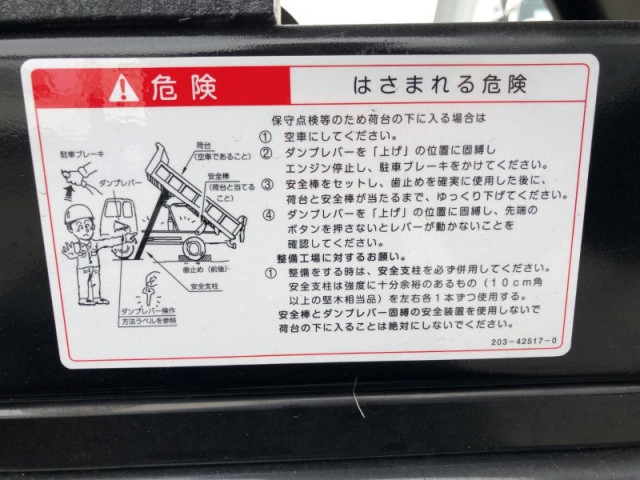 危険
はさまれる危険
保守点検等のため荷台の下に入る場合は
① 空車にしてください。
② ダンプレバーを「上げ」の位置に固縛し
エンジン停止し、駐車ブレーキをかけてください。
③ 安全棒をセットし、歯止めを確実に使用した後に、
荷台と安全棒が当たるまで、ゆっくり下げてください。
④ ダンプレバーを「上げ」の位置に固縛し、先端の
ボタンを押さないとレバーが動かないことを
確認してください。
整備工場に対するお願い。
① 整備をする時は、安全支柱を必ず併用してください。
安全支柱は強度に十分余裕のあるもの(10cm角
以上の堅木相当品)を左右各1本ずつ使用する。
安全棒とダンプレバー固縛の安全装置を使用しないで
荷台の下に入ることは絶対にしないでください。
203-42517-0
駐車ブレーキ
ダンプレバー
荷台
(空車であること)
安全棒
(荷台と当てる
こと)
歯止め(前後)
安全支柱
ダンプレバー操作
方法ラベルを参照